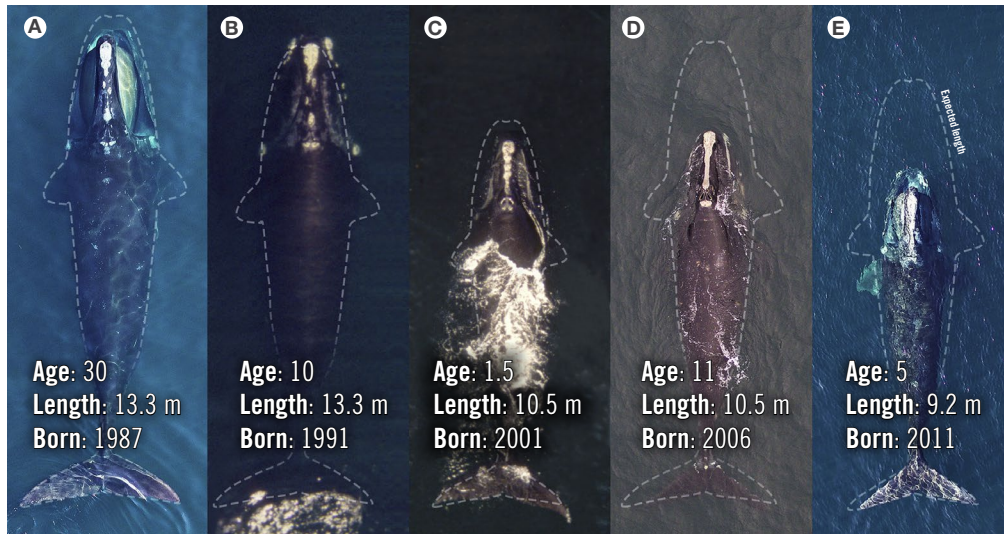 A
Age: 30
Length: 13.3 m
Born: 1987
B
Age: 10
Length: 13.3 m
Born: 1991
C
Age: 1.5
Length: 10.5 m
Born: 2001
D
Age: 11
Length: 10.5 m
Born: 2006
E
Expected length
Age: 5
Length: 9.2 m
Born: 2011